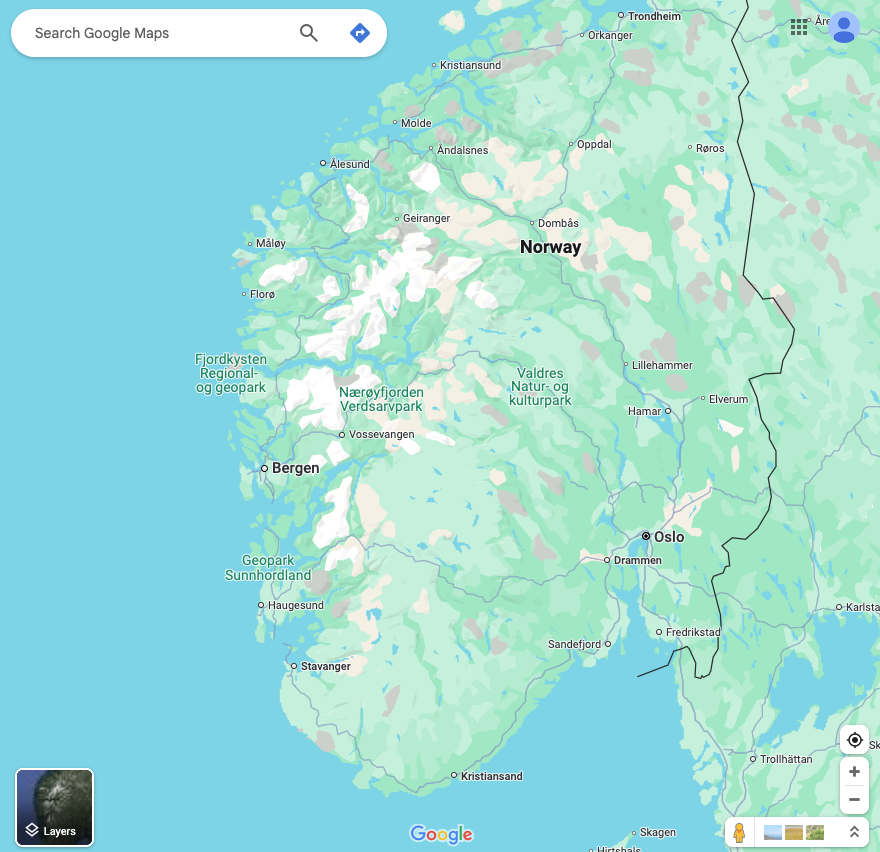 Search Google Maps
Trondheim
Åre
Orkanger
Kristiansund
Molde
Åndalsnes
Oppdal
Røros
Ålesund
Geiranger
Dombås
Måløy
Norway
Florø
Fjordkysten
Regional-
og geopark
Lillehammer
Valdres
Natur- og
kulturpark
Nærøyfjorden
Verdsarvpark
Elverum
Hamar
Vossevangen
Bergen
Oslo
Drammen
Geopark
Sunnhordland
Haugesund
Karlsta
Fredrikstad
Sandefjord
Stavanger
Sk
Trollhättan
Kristiansand
Layers
Google
Skagen
Hirtshals